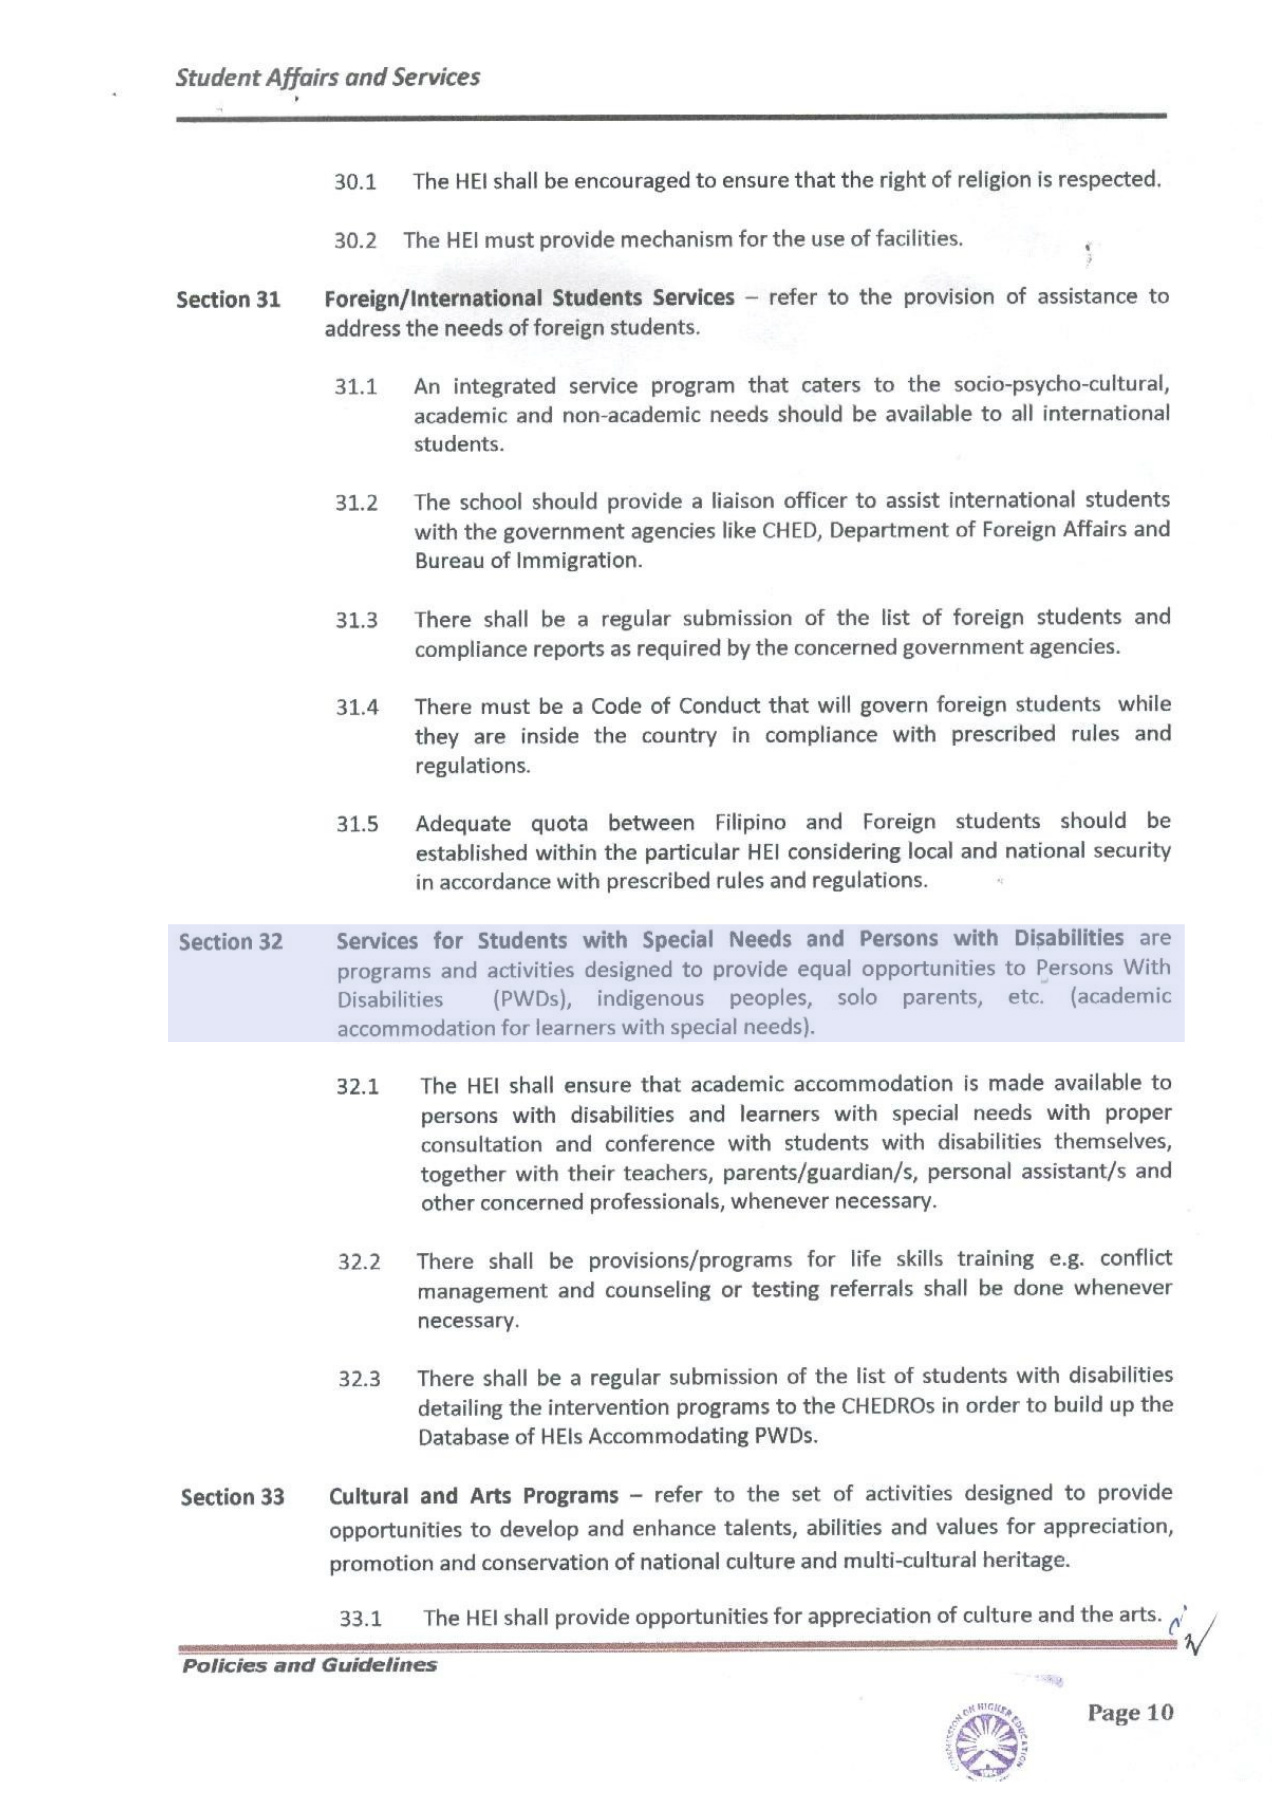 Student Affairs and Services
30.1 The HEI shall be encouraged to ensure that the right of religion is respected.
30.2 The HEI must provide mechanism for the use of facilities.
Section 31 Foreign/International Students Services – refer to the provision of assistance to
address the needs of foreign students.
31.1 An integrated service program that caters to the socio-psycho-cultural,
academic and non-academic needs should be available to all international
students.
31.2 The school should provide a liaison officer to assist international students
with the government agencies like CHED, Department of Foreign Affairs and
Bureau of Immigration.
31.3 There shall be a regular submission of the list of foreign students and
compliance reports as required by the concerned government agencies.
31.4 There must be a Code of Conduct that will govern foreign students while
they are inside the country in compliance with prescribed rules and
regulations.
31.5 Adequate quota between Filipino and Foreign students should be
established within the particular HEI considering local and national security
in accordance with prescribed rules and regulations.
Section 32 Services for Students with Special Needs and Persons with Disabilities are
programs and activities designed to provide equal opportunities to Persons With
Disabilities (PWDs), indigenous peoples, solo parents, etc. (academic
accommodation for learners with special needs).
32.1 The HEI shall ensure that academic accommodation is made available to
persons with disabilities and learners with special needs with proper
consultation and conference with students with disabilities themselves,
together with their teachers, parents/guardian/s, personal assistant/s and
other concerned professionals, whenever necessary.
32.2 There shall be provisions/programs for life skills training e.g. conflict
management and counseling or testing referrals shall be done whenever
necessary.
32.3 There shall be a regular submission of the list of students with disabilities
detailing the intervention programs to the CHEDROs in order to build up the
Database of HEIs Accommodating PWDs.
Section 33 Cultural and Arts Programs – refer to the set of activities designed to provide
opportunities to develop and enhance talents, abilities and values for appreciation,
promotion and conservation of national culture and multi-cultural heritage.
33.1 The HEI shall provide opportunities for appreciation of culture and the arts.
Policies and Guidelines
Page 10
COMMISSION ON HIGHER EDUCATION